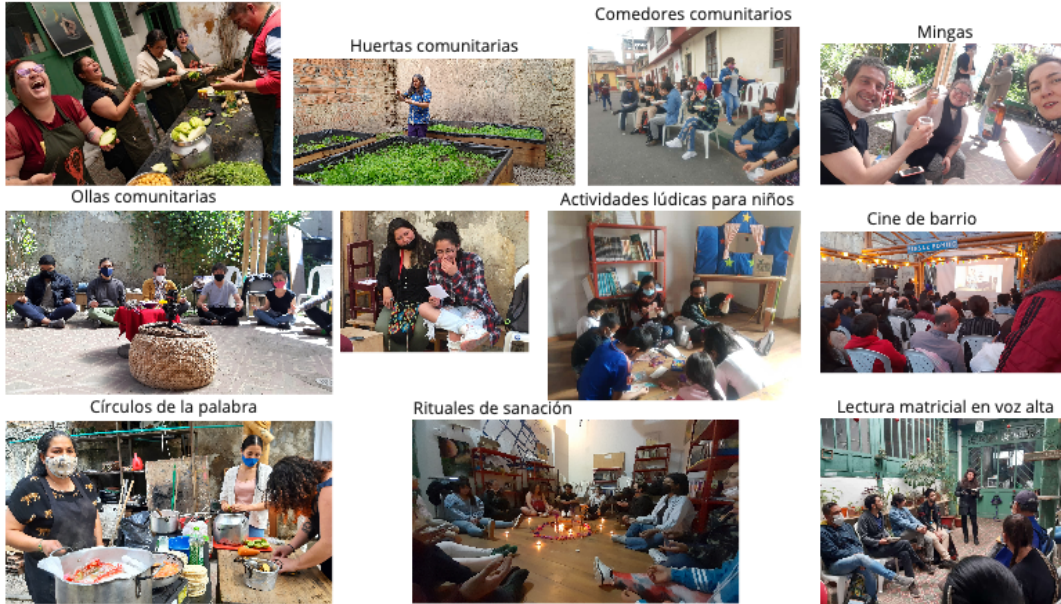 Comedores comunitarios
Huertas comunitarias
Mingas
Ollas comunitarias
Actividades lúdicas para niños
Cine de barrio
Círculos de la palabra
Rituales de sanación
Lectura matricial en voz alta